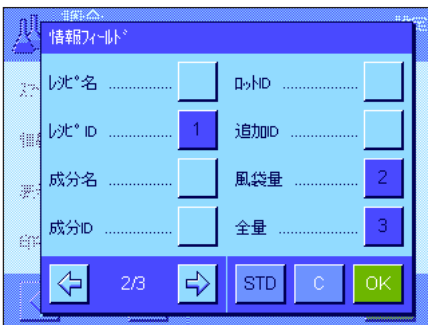 情報フィールド
レシピ名 ..............
ロットID ..............
レシピID ..............
1
追加ID ..............
成分名 ..............
風袋量 ..............
2
成分ID ..............
全量 ..............
3
2/3
STD
C
OK